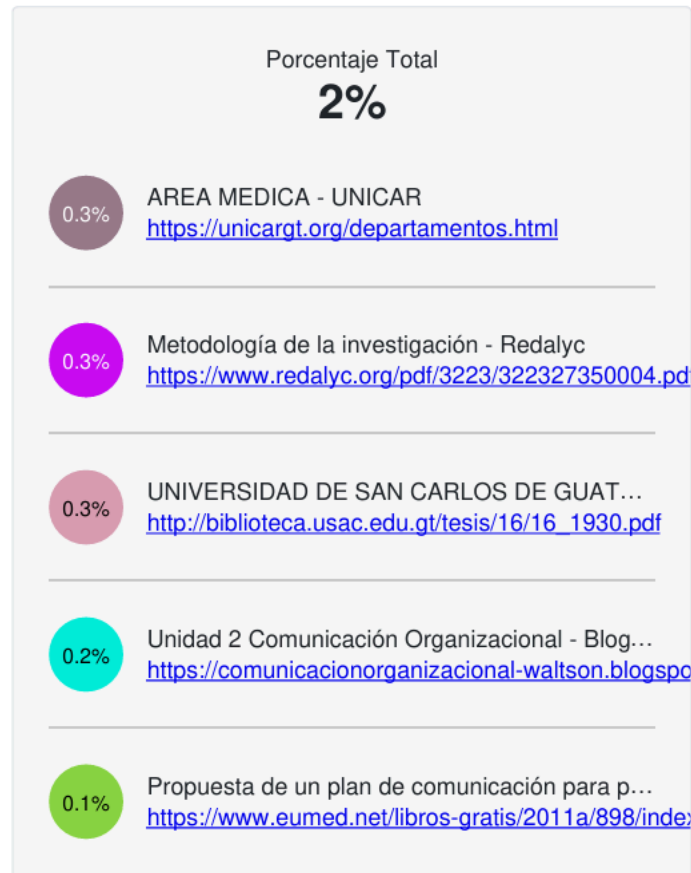 Porcentaje Total
2%
0.3%
AREA MEDICA - UNICAR
https://unicargt.org/departamentos.html
0.3%
Metodología de la investigación - Redalyc
https://www.redalyc.org/pdf/3223/322327350004.pdf
0.3%
UNIVERSIDAD DE SAN CARLOS DE GUAT...
http://biblioteca.usac.edu.gt/tesis/16/16_1930.pdf
0.2%
Unidad 2 Comunicación Organizacional - Blog...
https://comunicacionorganizacional-waltson.blogspo
0.1%
Propuesta de un plan de comunicación para p...
https://www.eumed.net/libros-gratis/2011a/898/index